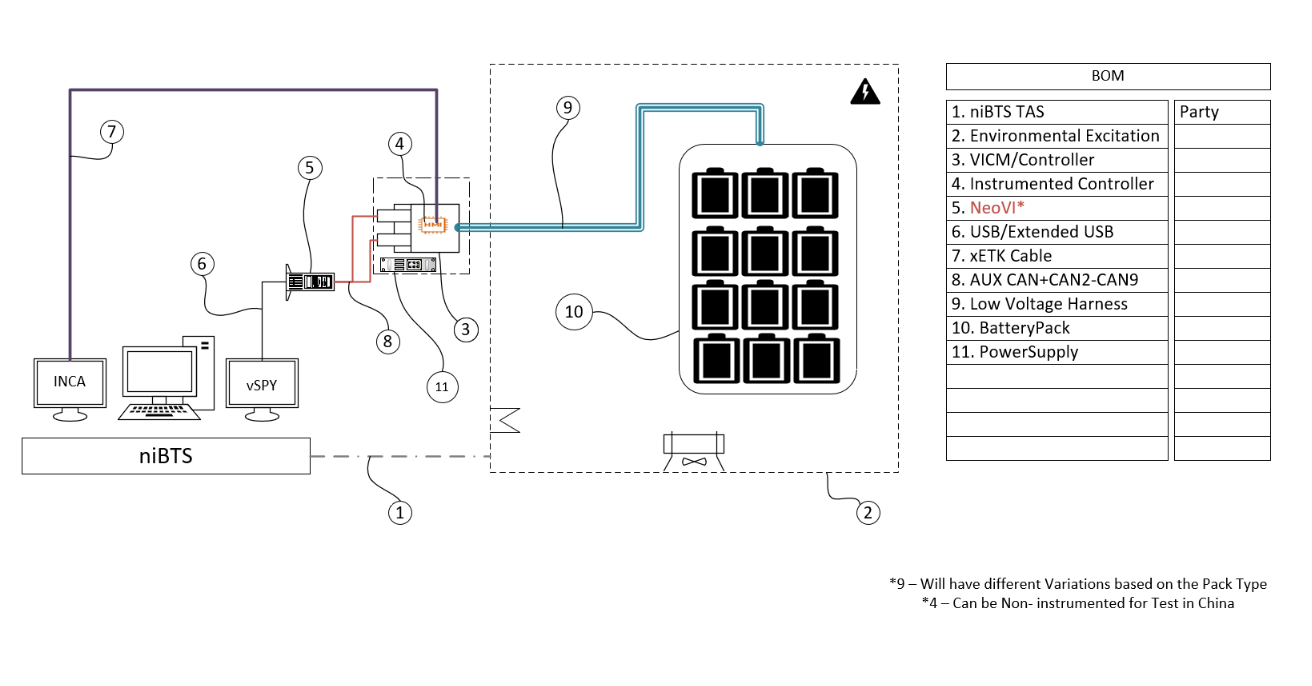 9
7
4
5
6
10
3
8
11
INCA
vSPY
niBTS
1
2
BOM
1. niBTS TAS
Party
2. Environmental Excitation
3. VICM/Controller
4. Instrumented Controller
5. NeoVI*
6. USB/Extended USB
7. xETK Cable
8. AUX CAN+CAN2-CAN9
9. Low Voltage Harness
10. BatteryPack
11. PowerSupply
*9 – Will have different Variations based on the Pack Type
*4 – Can be Non- instrumented for Test in China